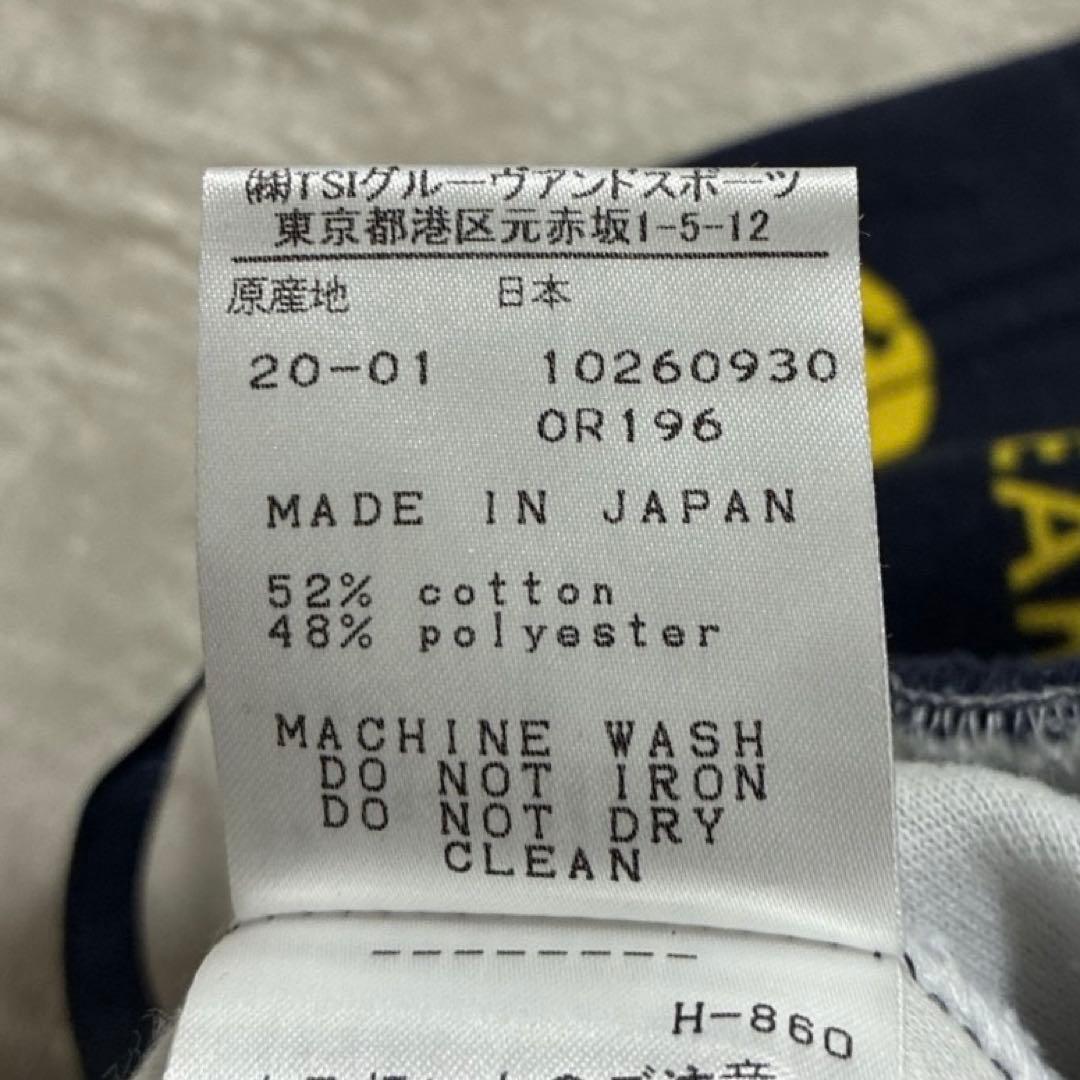 ㈱TSIグルーヴアンドスポーツ
東京都港区元赤坂1-5-12
原産地 日本
20-01 10260930
0R196
MADE IN JAPAN
52% cotton
48% polyester
MACHINE WASH
DO NOT IRON
DO NOT DRY
CLEAN
--------
H-860